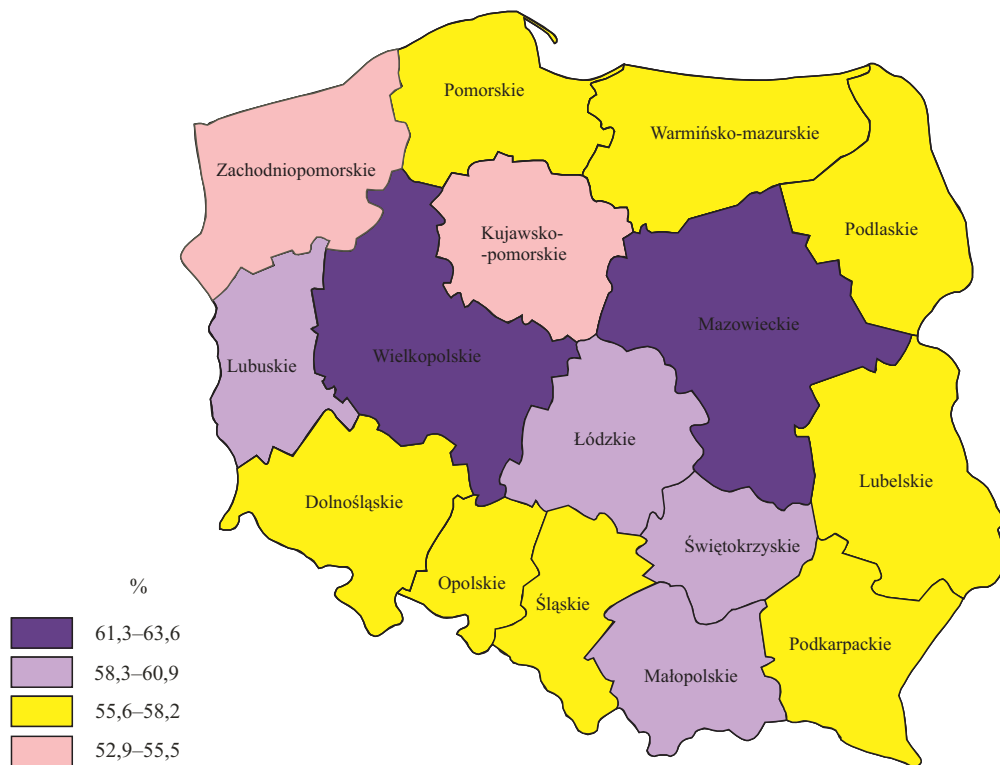 Pomorskie
Warmińsko-mazurskie
Zachodniopomorskie
Kujawsko-
-pomorskie
Podlaskie
Mazowieckie
Wielkopolskie
Lubuskie
Łódzkie
Lubelskie
Dolnośląskie
Świętokrzyskie
Opolskie
Śląskie
Podkarpackie
Małopolskie
%
61,3–63,6
58,3–60,9
55,6–58,2
52,9–55,5